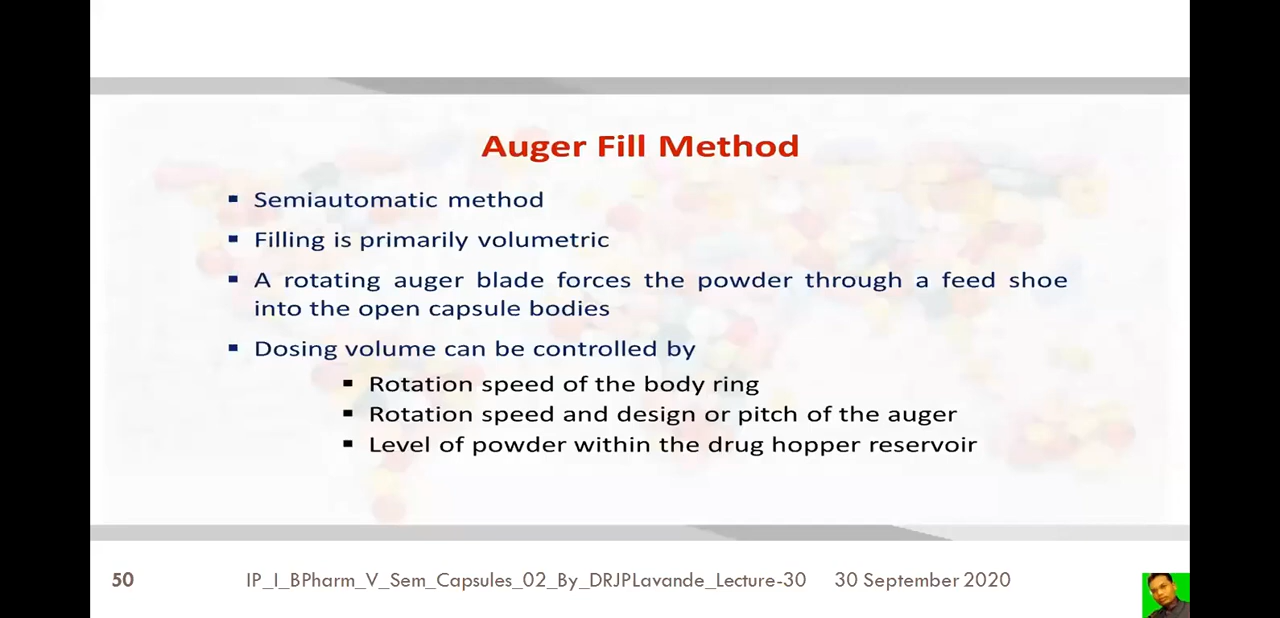 Auger Fill Method
▪ Semiautomatic method
▪ Filling is primarily volumetric
▪ A rotating auger blade forces the powder through a feed shoe
into the open capsule bodies
▪ Dosing volume can be controlled by
▪ Rotation speed of the body ring
▪ Rotation speed and design or pitch of the auger
▪ Level of powder within the drug hopper reservoir
50 IP_I_BPharm_V_Sem_Capsules_02_By_DRJPLavande_Lecture-30 30 September 2020